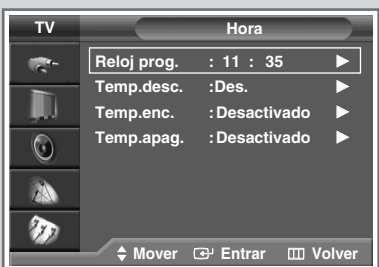 TV Hora
Reloj prog. : 11 : 35
Temp.desc. :Des.
Temp.enc. :Desactivado
Temp.apag. :Desactivado
Mover Entrar Volver